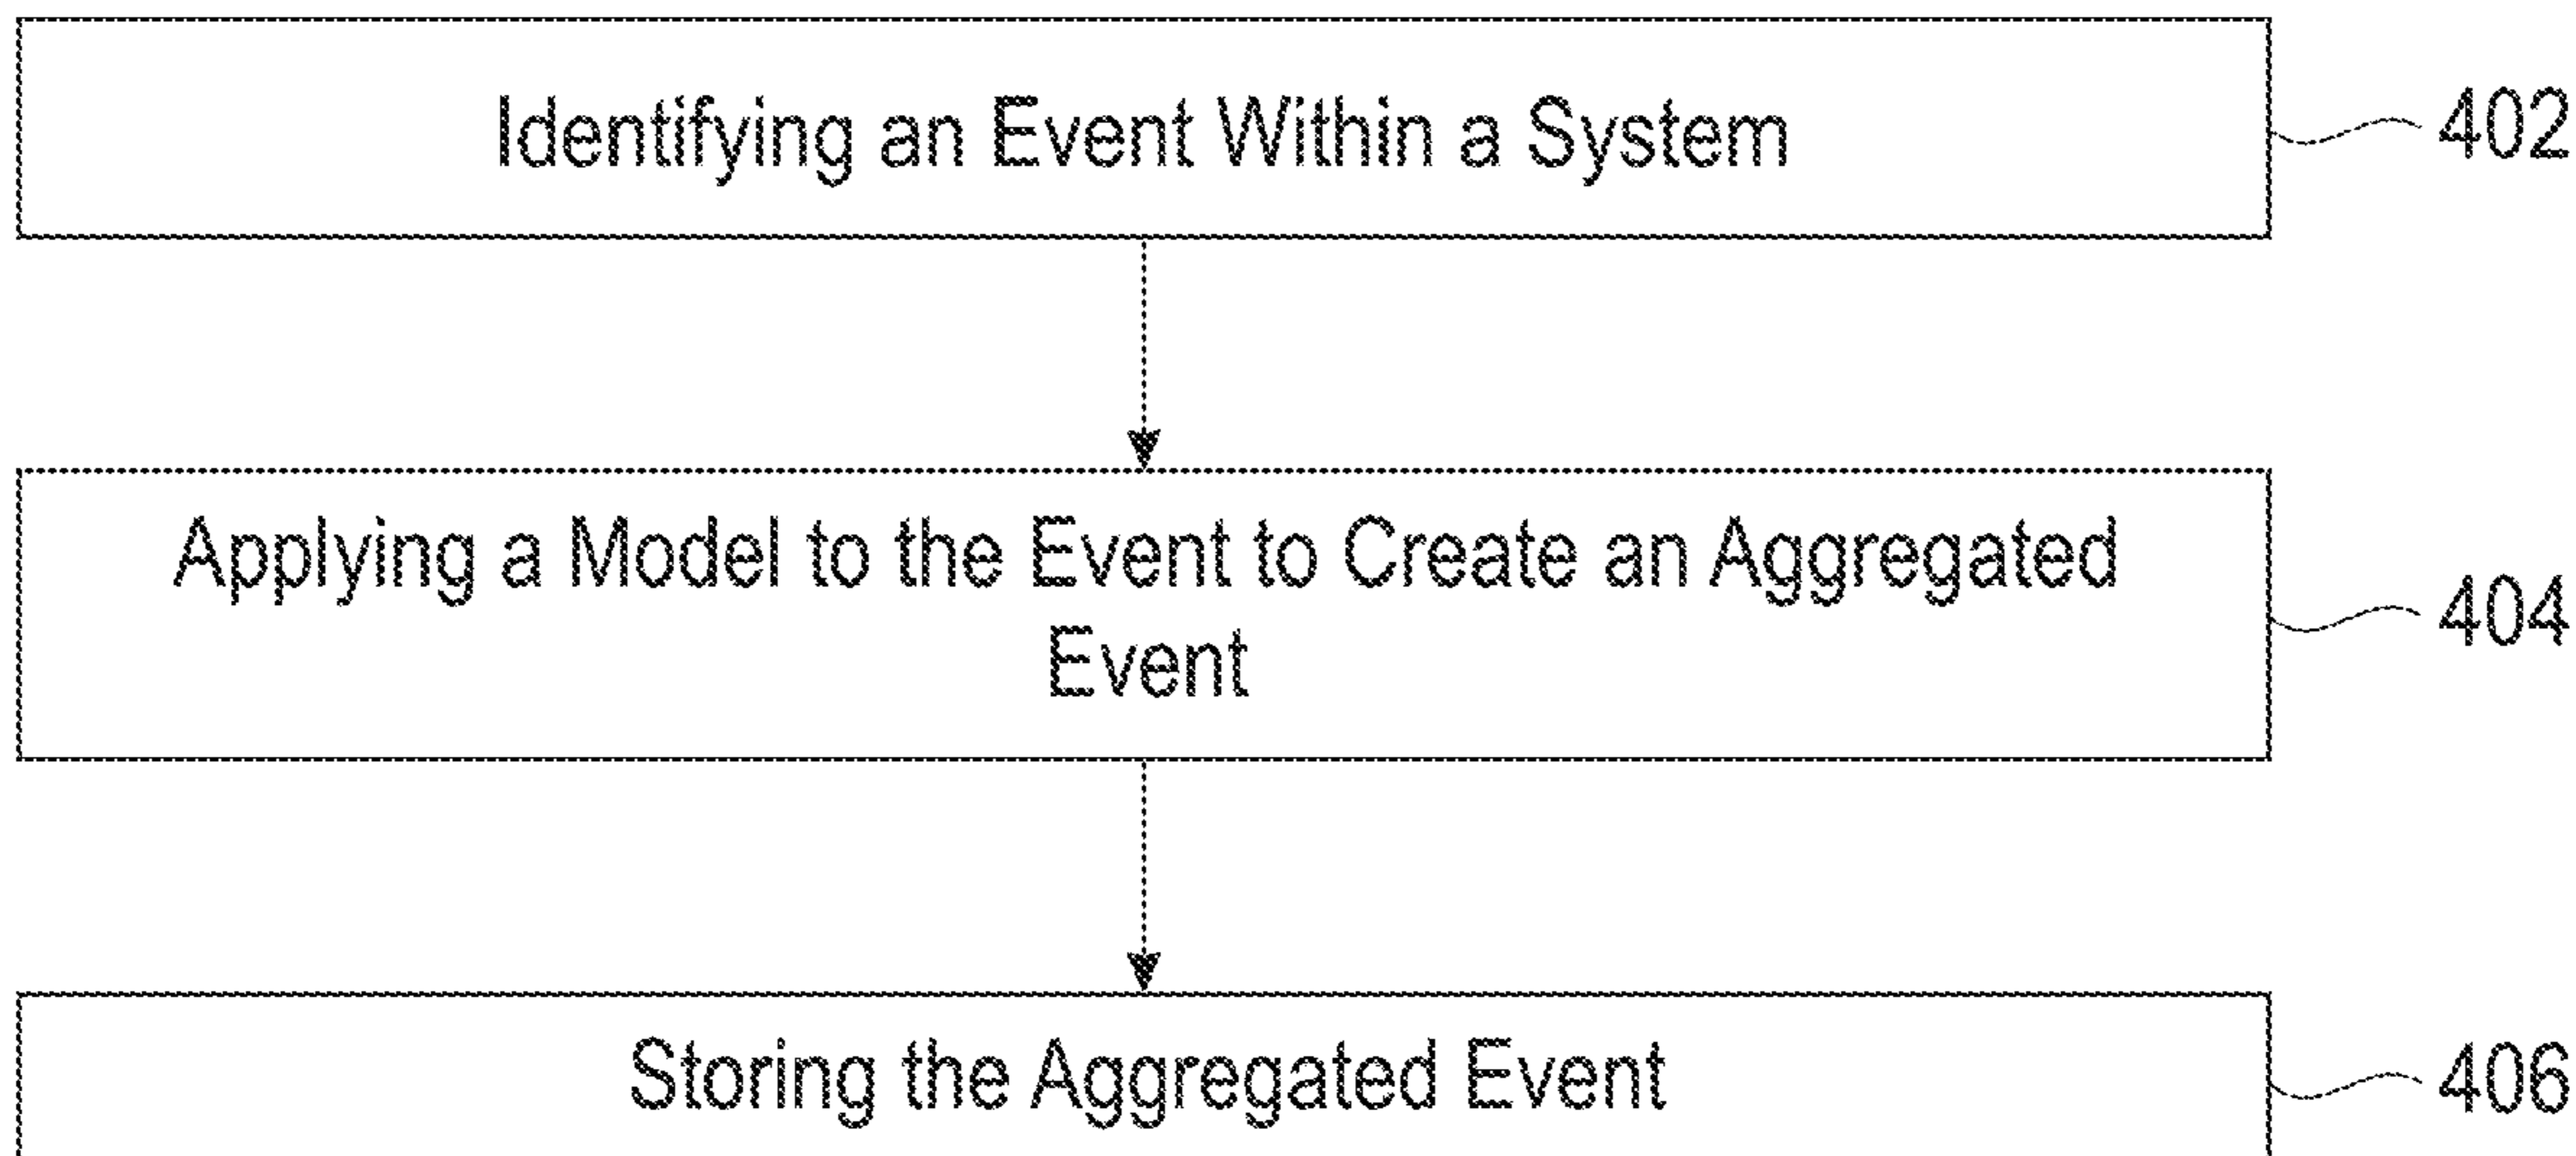 Identifying an Event Within a System
402
Applying a Model to the Event to Create an Aggregated
Event
404
Storing the Aggregated Event
406